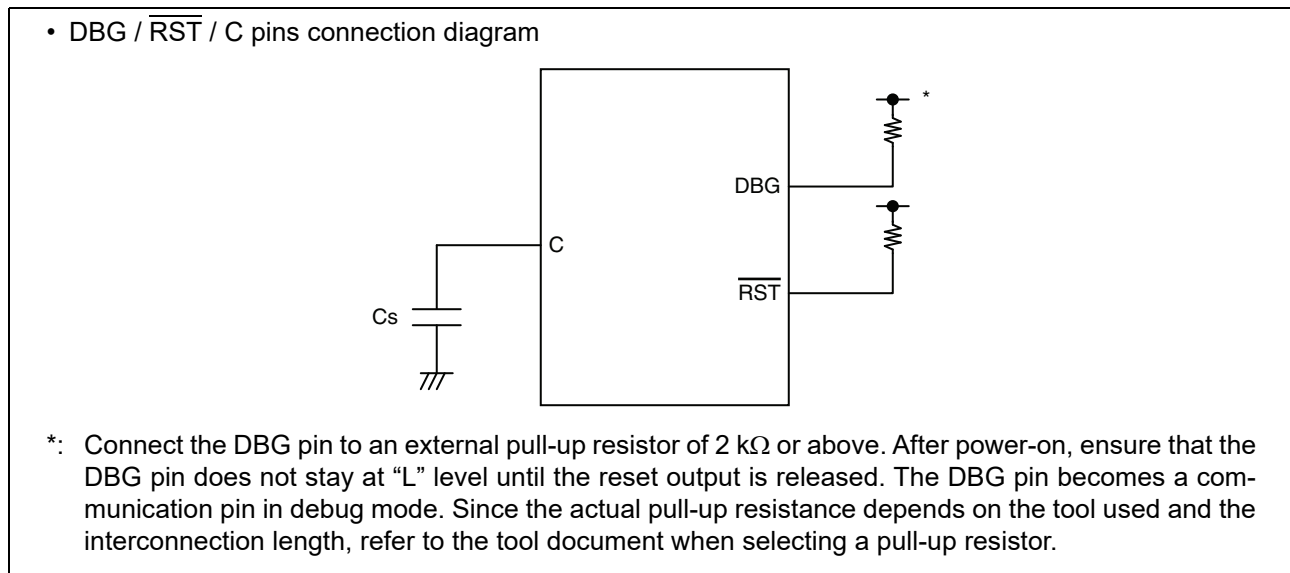 • DBG / R̅S̅T̅ / C pins connection diagram
*
DBG
C
R̅S̅T̅
Cs
*: Connect the DBG pin to an external pull-up resistor of 2 kΩ or above. After power-on, ensure that the
DBG pin does not stay at “L” level until the reset output is released. The DBG pin becomes a com-
munication pin in debug mode. Since the actual pull-up resistance depends on the tool used and the
interconnection length, refer to the tool document when selecting a pull-up resistor.